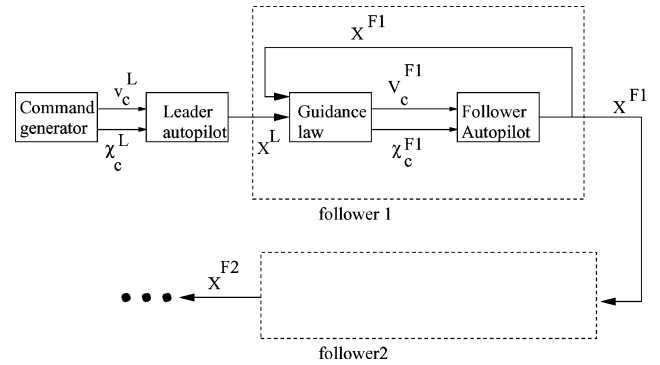 X^F1
v_c^L
V_c^F1
X^F1
Command
generator
Leader
autopilot
Guidance
law
Follower
Autopilot
χ_c^L
X^L
χ_c^F1
follower 1
X^F2
follower2